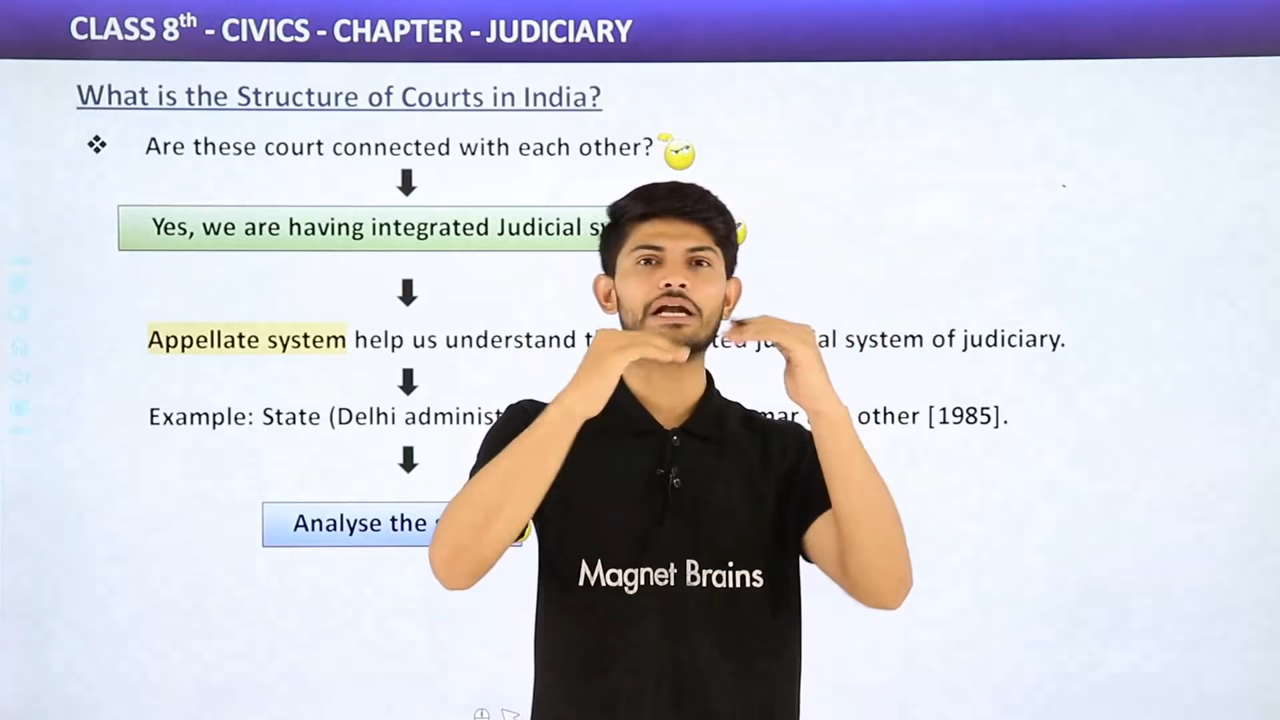 CLASS 8th - CIVICS - CHAPTER - JUDICIARY
What is the Structure of Courts in India?
Are these court connected with each other?
Yes, we are having integrated Judicial
Appellate system help us understand al system of judiciary.
Example: State (Delhi administ other [1985].
Analyse the
Magnet Brains